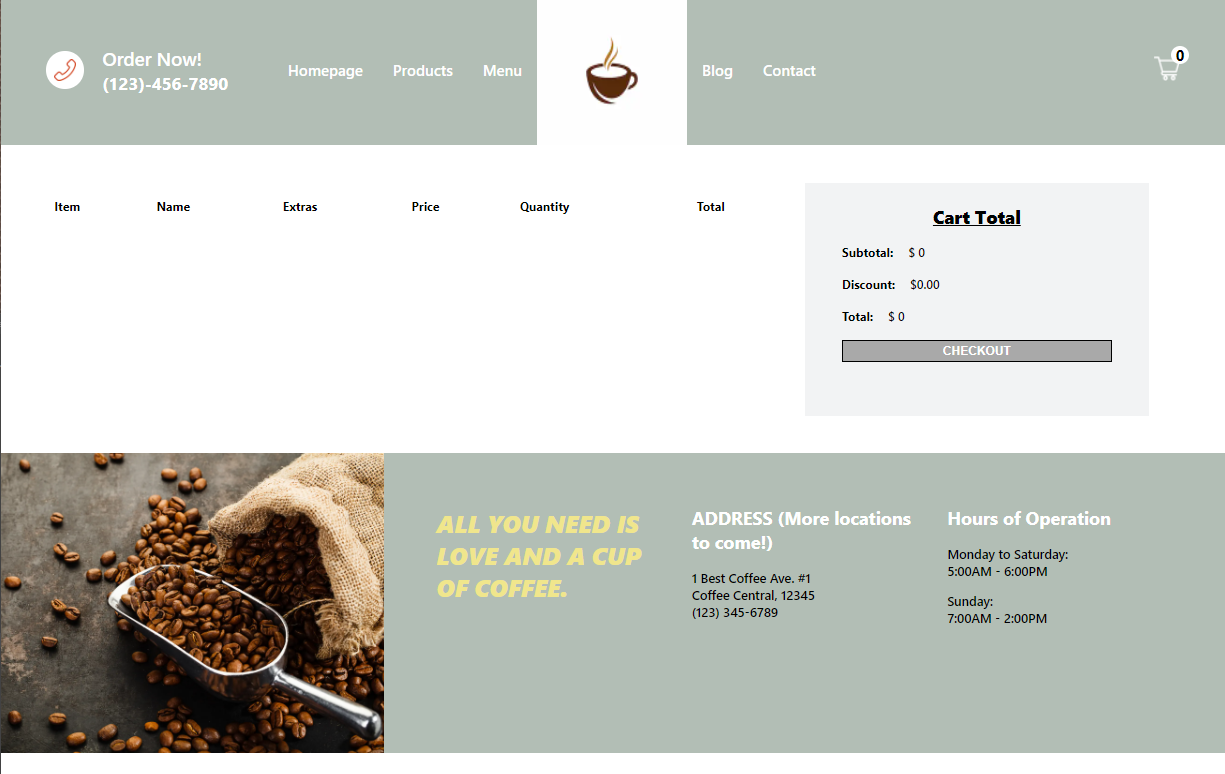 Order Now!
(123)-456-7890
Homepage Products Menu Blog Contact
0
Item Name Extras Price Quantity Total
Cart Total
Subtotal: $ 0
Discount: $0.00
Total: $ 0
CHECKOUT
ALL YOU NEED IS
LOVE AND A CUP
OF COFFEE.
ADDRESS (More locations
to come!)
1 Best Coffee Ave. #1
Coffee Central, 12345
(123) 345-6789
Hours of Operation
Monday to Saturday:
5:00AM - 6:00PM
Sunday:
7:00AM - 2:00PM